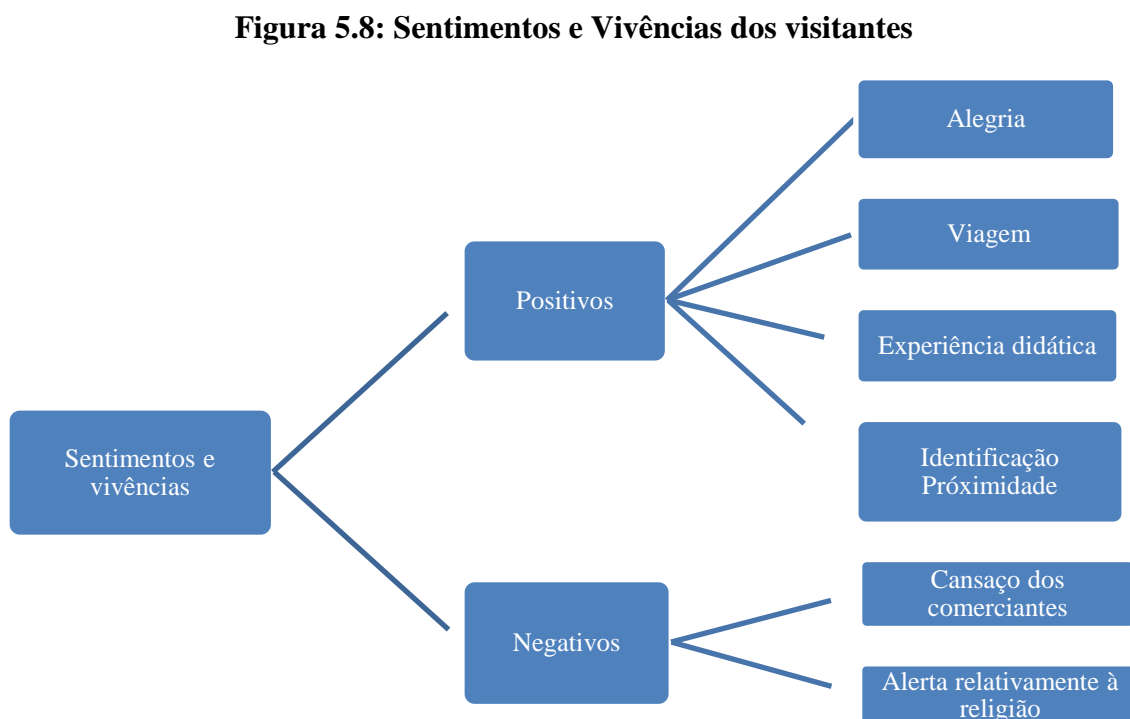 Figura 5.8: Sentimentos e Vivências dos visitantes
Alegria
Viagem
Positivos
Experiência didática
Sentimentos e
vivências
Identificação
Próximidade
Cansaço dos
comerciantes
Negativos
Alerta relativamente à
religião